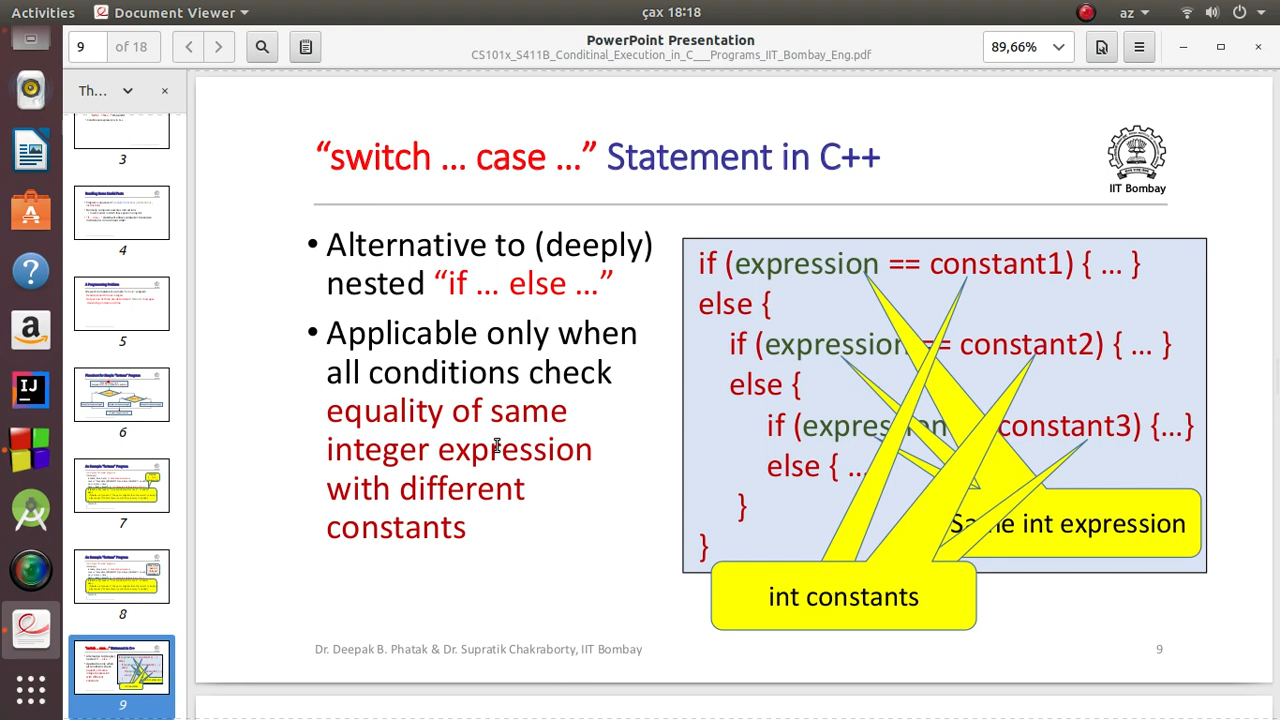 Activities
Document Viewer
çax 18:18
az
9
of 18
PowerPoint Presentation
CS101x_S411B_Conditinal_Execution_in_C___Programs_IIT_Bombay_Eng.pdf
89,66%
Th...
3
4
5
6
7
8
9
“switch … case …” Statement in C++
IIT Bombay
• Alternative to (deeply)
nested “if … else …”
• Applicable only when
all conditions check
equality of same
integer expression
with different
constants
if (expression == constant1) { … }
else {
if (expression == constant2) { … }
else {
if (expression constant3) {…}
else { …
}
}
Same int expression
int constants
Dr. Deepak B. Phatak & Dr. Supratik Chakraborty, IIT Bombay
9